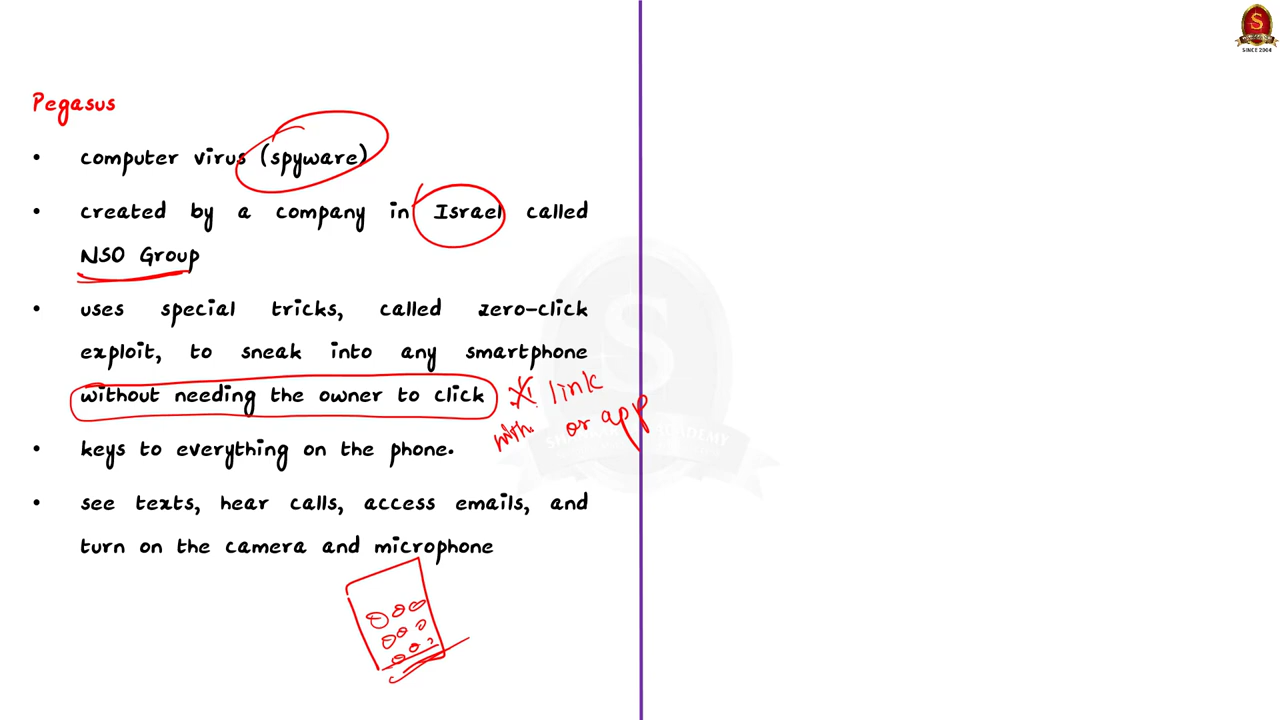 Pegasus
• computer virus (spyware)
• created by a company in Israel called
NSO Group
• uses special tricks, called zero-click
exploit, to sneak into any smartphone
without needing the owner to click
link
or app
• keys to everything on the phone.
• see texts, hear calls, access emails, and
turn on the camera and microphone
S
SINCE 2004